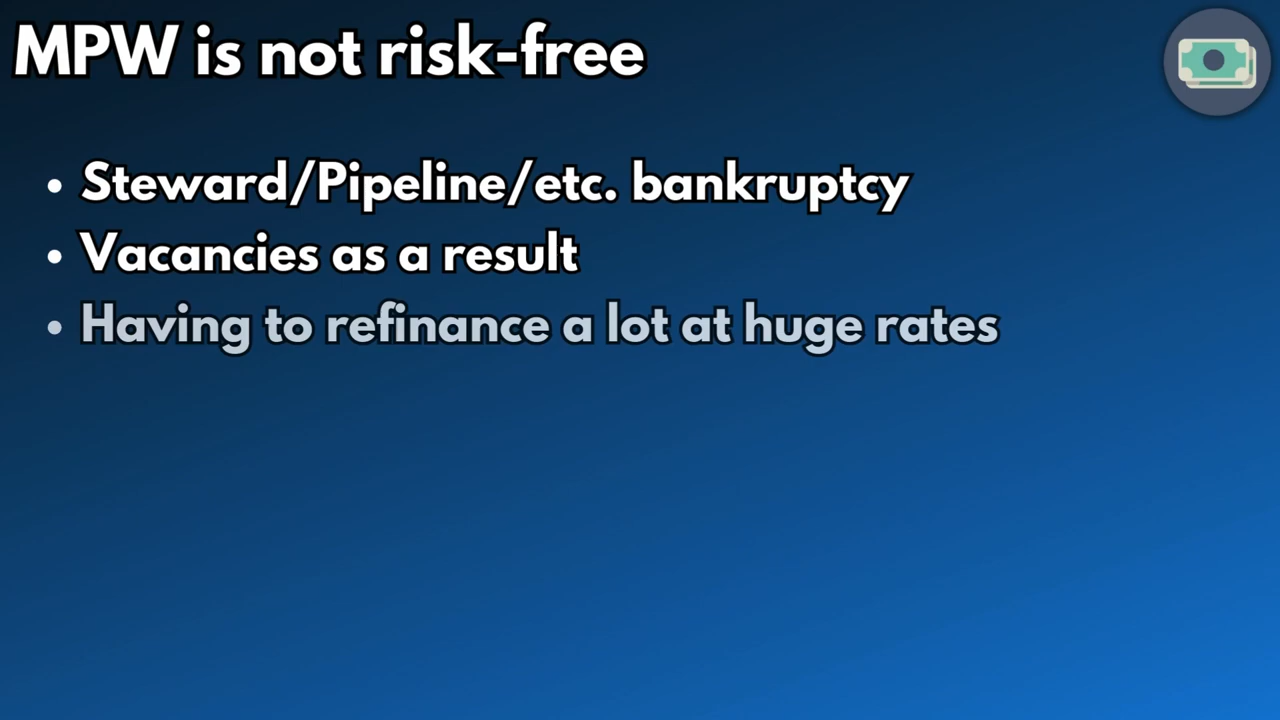 MPW is not risk-free
• Steward/Pipeline/etc. bankruptcy
• Vacancies as a result
• Having to refinance a lot at huge rates